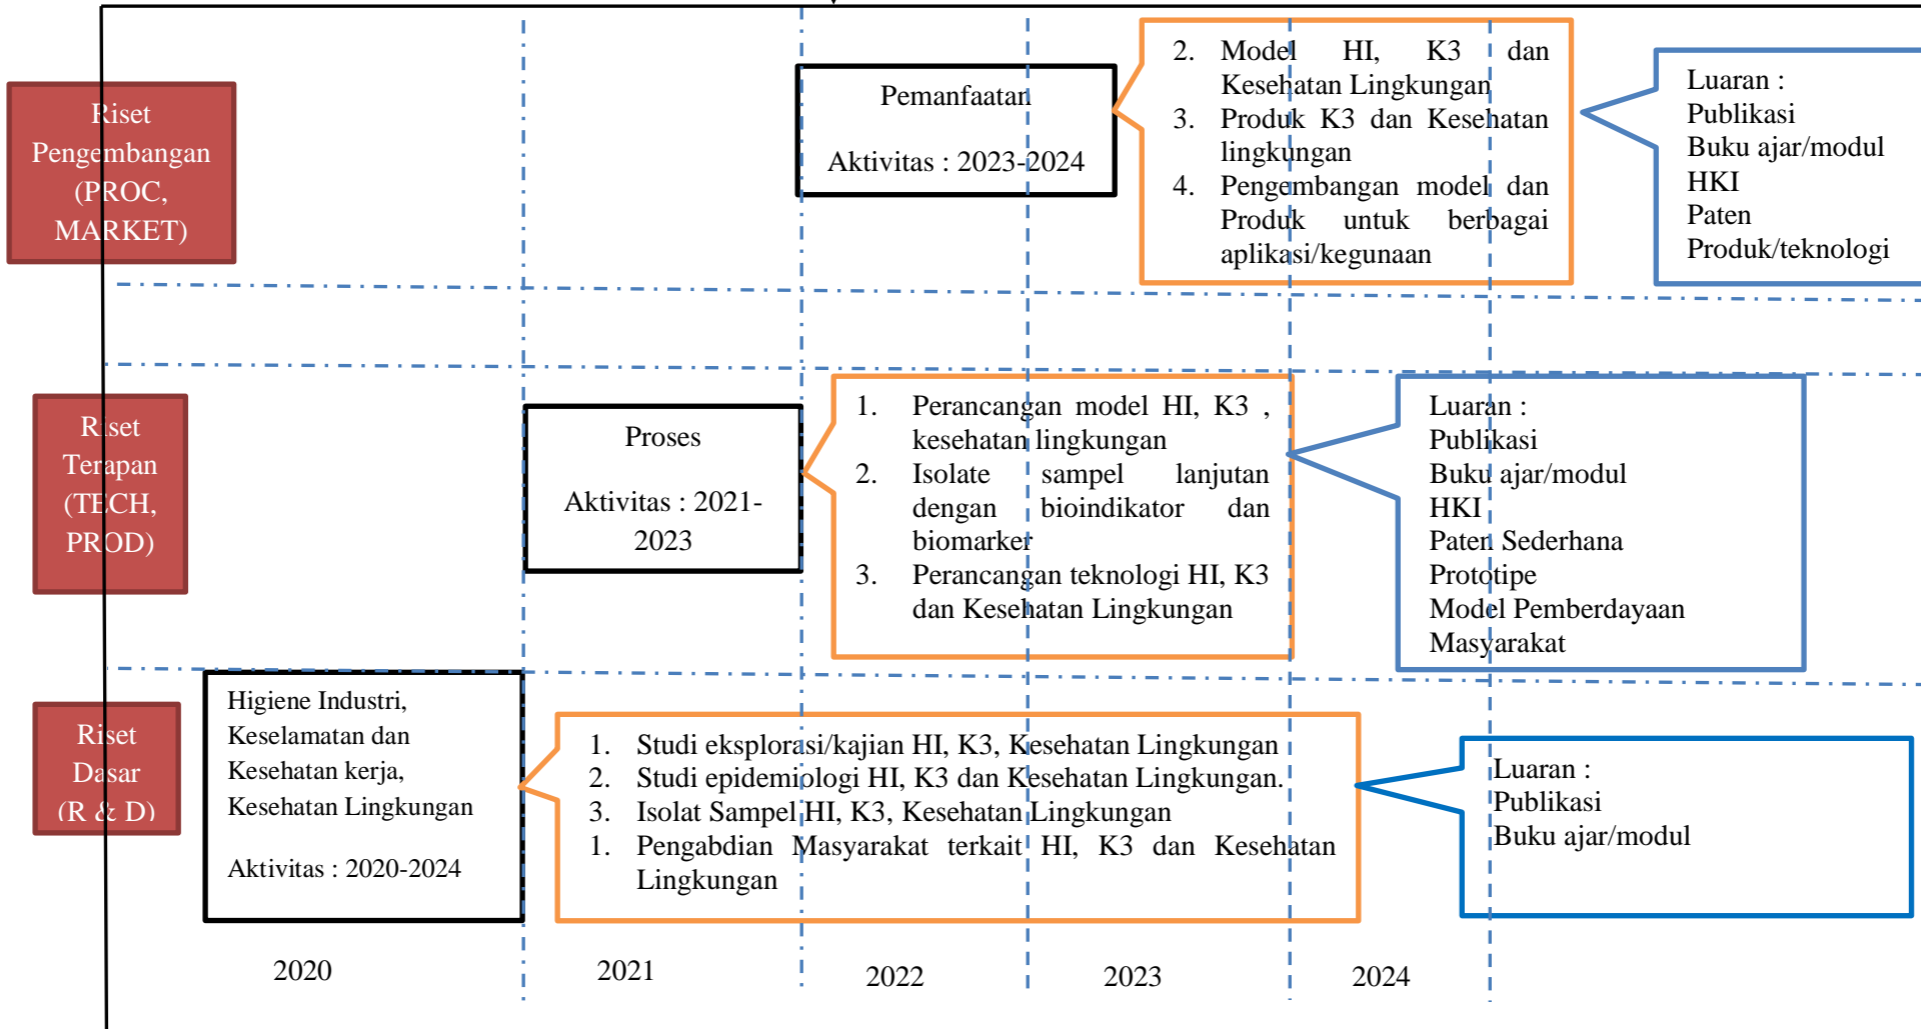 Riset
Pengembangan
(PROC,
MARKET)
Pemanfaatan
Aktivitas : 2023-2024
2. Model HI, K3 dan
Kesehatan Lingkungan
3. Produk K3 dan Kesehatan
lingkungan
4. Pengembangan model dan
Produk untuk berbagai
aplikasi/kegunaan
Luaran :
Publikasi
Buku ajar/modul
HKI
Paten
Produk/teknologi
Riset
Terapan
(TECH,
PROD)
Proses
Aktivitas : 2021-
2023
1. Perancangan model HI, K3 ,
kesehatan lingkungan
2. Isolate sampel lanjutan
dengan bioindikator dan
biomarker
3. Perancangan teknologi HI, K3
dan Kesehatan Lingkungan
Luaran :
Publikasi
Buku ajar/modul
HKI
Paten Sederhana
Prototipe
Model Pemberdayaan
Masyarakat
Riset
Dasar
(R & D)
Higiene Industri,
Keselamatan dan
Kesehatan kerja,
Kesehatan Lingkungan
Aktivitas : 2020-2024
1. Studi eksplorasi/kajian HI, K3, Kesehatan Lingkungan
2. Studi epidemiologi HI, K3 dan Kesehatan Lingkungan.
3. Isolat Sampel HI, K3, Kesehatan Lingkungan
1. Pengabdian Masyarakat terkait HI, K3 dan Kesehatan
Lingkungan
Luaran :
Publikasi
Buku ajar/modul
2020
2021
2022
2023
2024